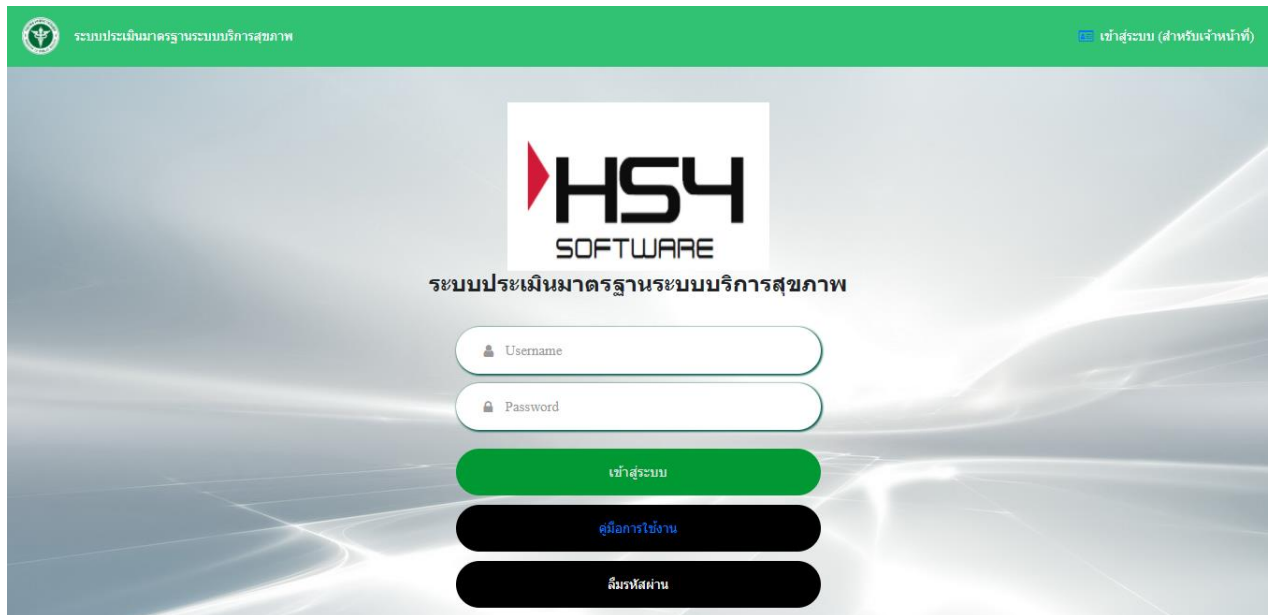 ระบบประเมินมาตรฐานระบบบริการสุขภาพ
เข้าสู่ระบบ (สำหรับเจ้าหน้าที่)
HS4
SOFTWARE
ระบบประเมินมาตรฐานระบบบริการสุขภาพ
Username
Password
เข้าสู่ระบบ
คู่มือการใช้งาน
ลืมรหัสผ่าน